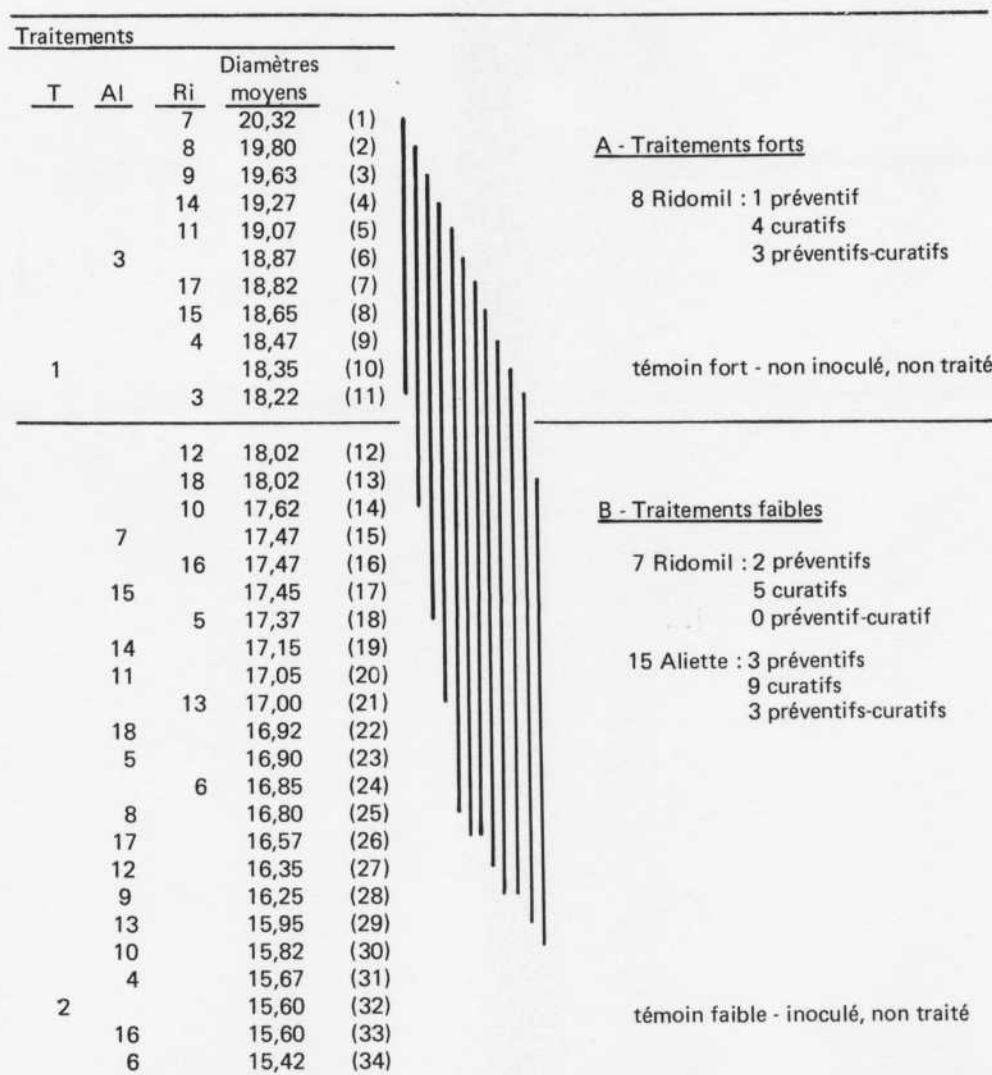 Traitements
Diamètres
T Al Ri moyens
7 20,32 (1)
8 19,80 (2)
A - Traitements forts
9 19,63 (3)
14 19,27 (4)
8 Ridomil : 1 préventif
11 19,07 (5)
4 curatifs
3 18,87 (6)
3 préventifs-curatifs
17 18,82 (7)
15 18,65 (8)
4 18,47 (9)
1 18,35 (10)
témoin fort - non inoculé, non traité
3 18,22 (11)
12 18,02 (12)
18 18,02 (13)
10 17,62 (14)
B - Traitements faibles
7 17,47 (15)
16 17,47 (16)
7 Ridomil : 2 préventifs
15 17,45 (17)
5 curatifs
5 17,37 (18)
0 préventif-curatif
14 17,15 (19)
15 Aliette : 3 préventifs
11 17,05 (20)
9 curatifs
13 17,00 (21)
3 préventifs-curatifs
18 16,92 (22)
5 16,90 (23)
6 16,85 (24)
8 16,80 (25)
17 16,57 (26)
12 16,35 (27)
9 16,25 (28)
13 15,95 (29)
10 15,82 (30)
4 15,67 (31)
2 15,60 (32)
témoin faible - inoculé, non traité
16 15,60 (33)
6 15,42 (34)